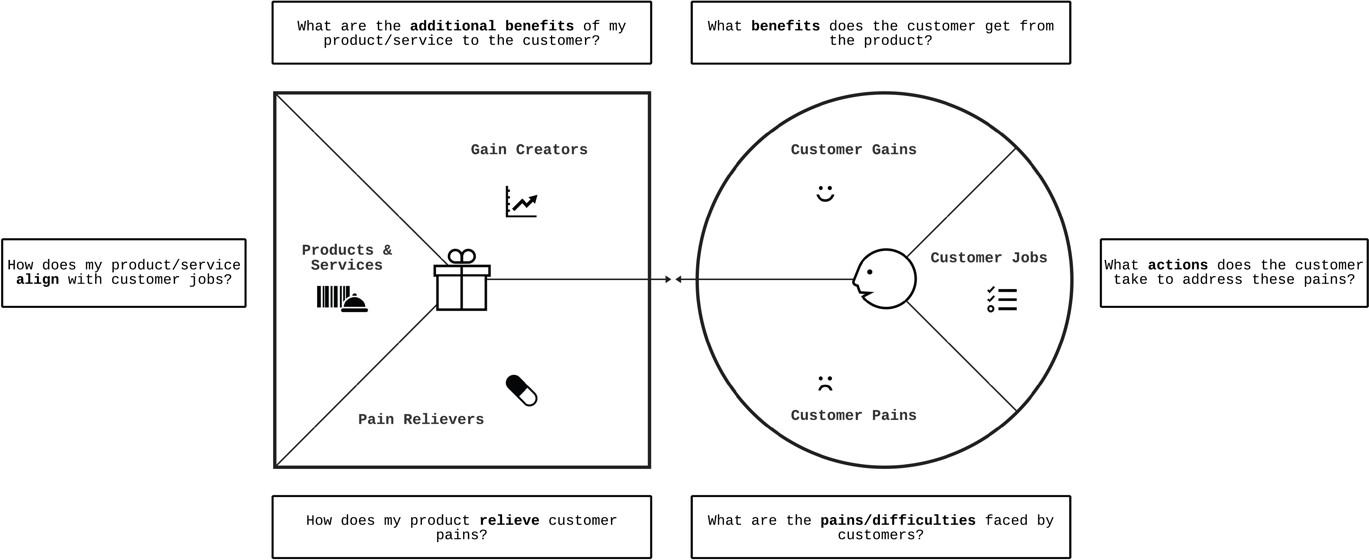 What are the additional benefits of my
product/service to the customer?
What benefits does the customer get from
the product?
Gain Creators
Customer Gains
Products &
Services
Customer Jobs
How does my product/service
align with customer jobs?
What actions does the customer
take to address these pains?
Pain Relievers
Customer Pains
How does my product relieve customer
pains?
What are the pains/difficulties faced by
customers?